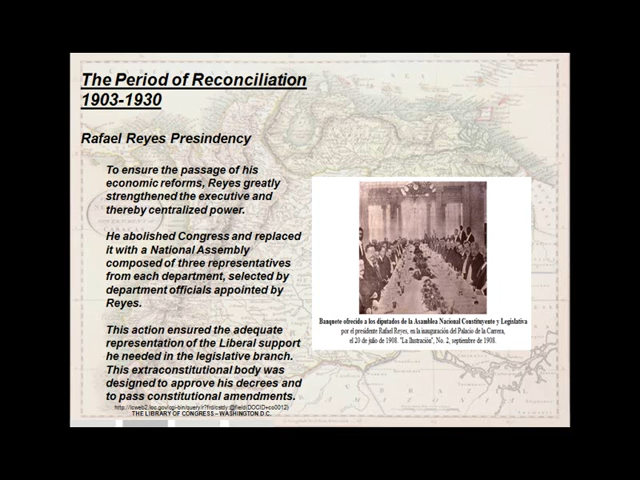 The Period of Reconciliation
1903-1930
Rafael Reyes Presindency
To ensure the passage of his
economic reforms, Reyes greatly
strengthened the executive and
thereby centralized power.
He abolished Congress and replaced
it with a National Assembly
composed of three representatives
from each department, selected by
department officials appointed by
Reyes.
This action ensured the adequate
representation of the Liberal support
he needed in the legislative branch.
This extraconstitutional body was
designed to approve his decrees and
to pass constitutional amendments.
THE LIBRARY OF CONGRESS – WASHINGTON D.C.
Banquete ofrecido a los diputados de la Asamblea Nacional Constituyente y Legislativa
por el presidente Rafael Reyes, en la inauguración del Palacio de la Carrera,
el 20 de julio de 1908. "La Ilustración", No. 2, septiembre de 1908.